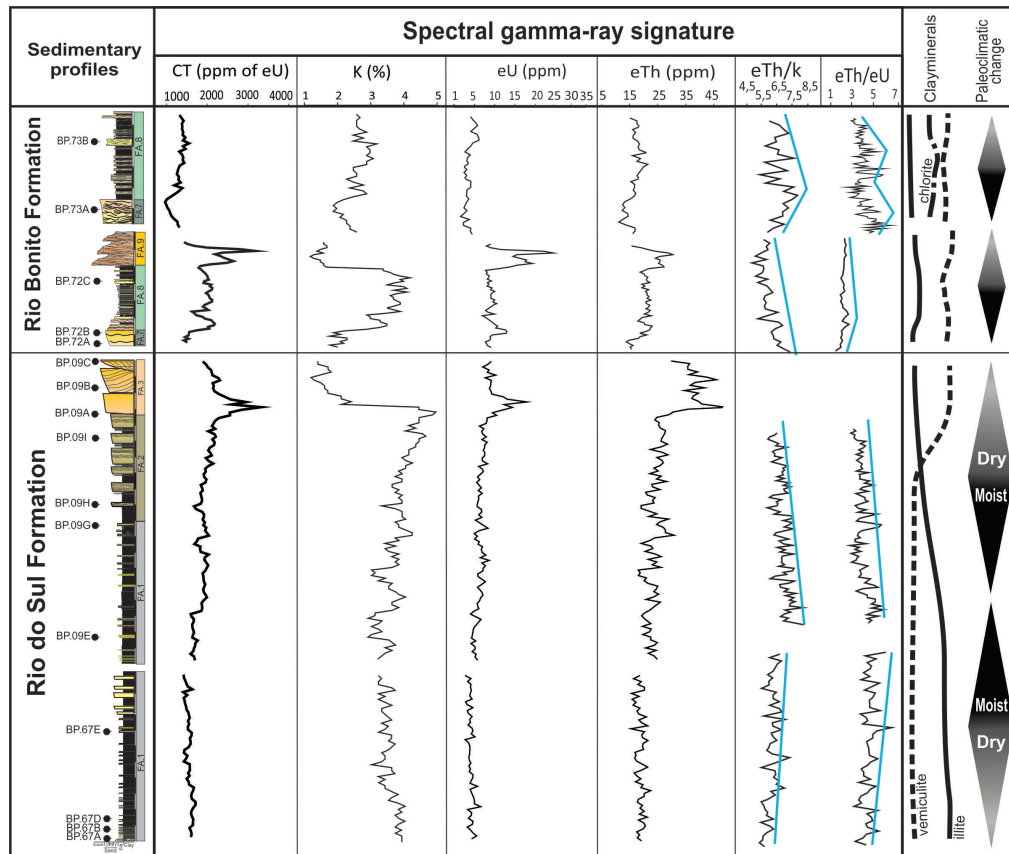 Sedimentary
profiles
Spectral gamma-ray signature
CT (ppm of eU)
1000 2000 3000 4000
K (%)
1 2 3 4 5
eU (ppm)
1 5 10 15 20 25 30 35
eTh (ppm)
5 15 25 35 45
eTh/k
4,5 5,5 6,5 7,5 8,5
eTh/eU
1 3 5 7
Clayminerals
Paleoclimatic
change
Rio Bonito Formation
BP.73B
FA.8
BP.73A
FA.7
chlorite
FA.9
BP.72C
FA.8
BP.72B
FA.7
BP.72A
Rio do Sul Formation
BP.09C
BP.09B
FA.3
BP.09A
BP.09I
FA.2
BP.09H
BP.09G
FA.1
BP.09E
Dry
Moist
BP.67E
FA.1
BP.67D
BP.67B
BP.67A
Moist
Dry
vemiculite
illite
Sand
Clay